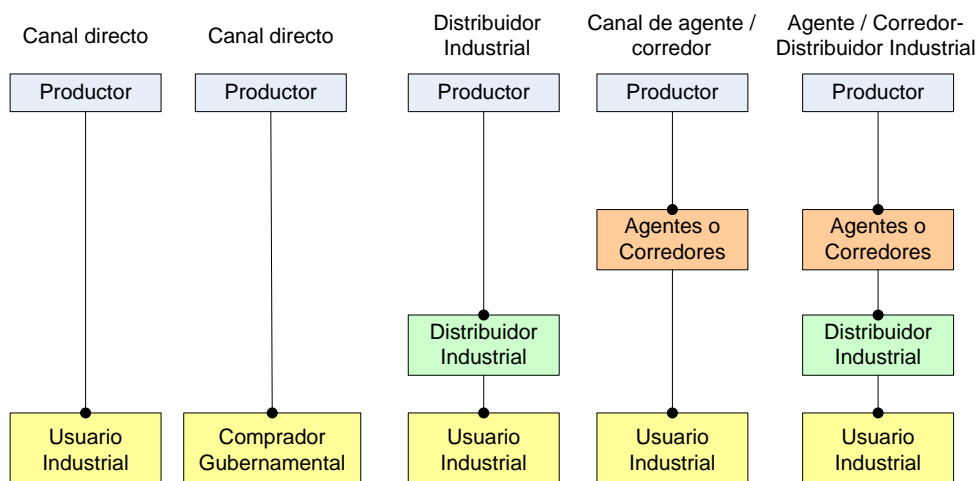 Canal directo
Canal directo
Distribuidor
Industrial
Canal de agente /
corredor
Agente / Corredor-
Distribuidor Industrial
Productor
Productor
Productor
Productor
Productor
Agentes o
Corredores
Agentes o
Corredores
Distribuidor
Industrial
Distribuidor
Industrial
Usuario
Industrial
Comprador
Gubernamental
Usuario
Industrial
Usuario
Industrial
Usuario
Industrial